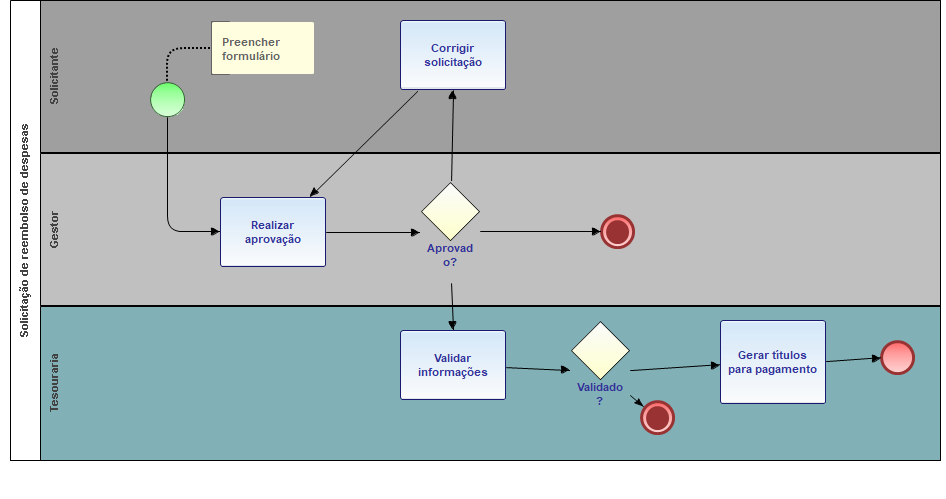 Solicitação de reembolso de despesas
Solicitante
Preencher
formulário
Corrigir
solicitação
Gestor
Realizar
aprovação
Aprovad
o?
Tesouraria
Validar
informações
Validado
?
Gerar títulos
para pagamento